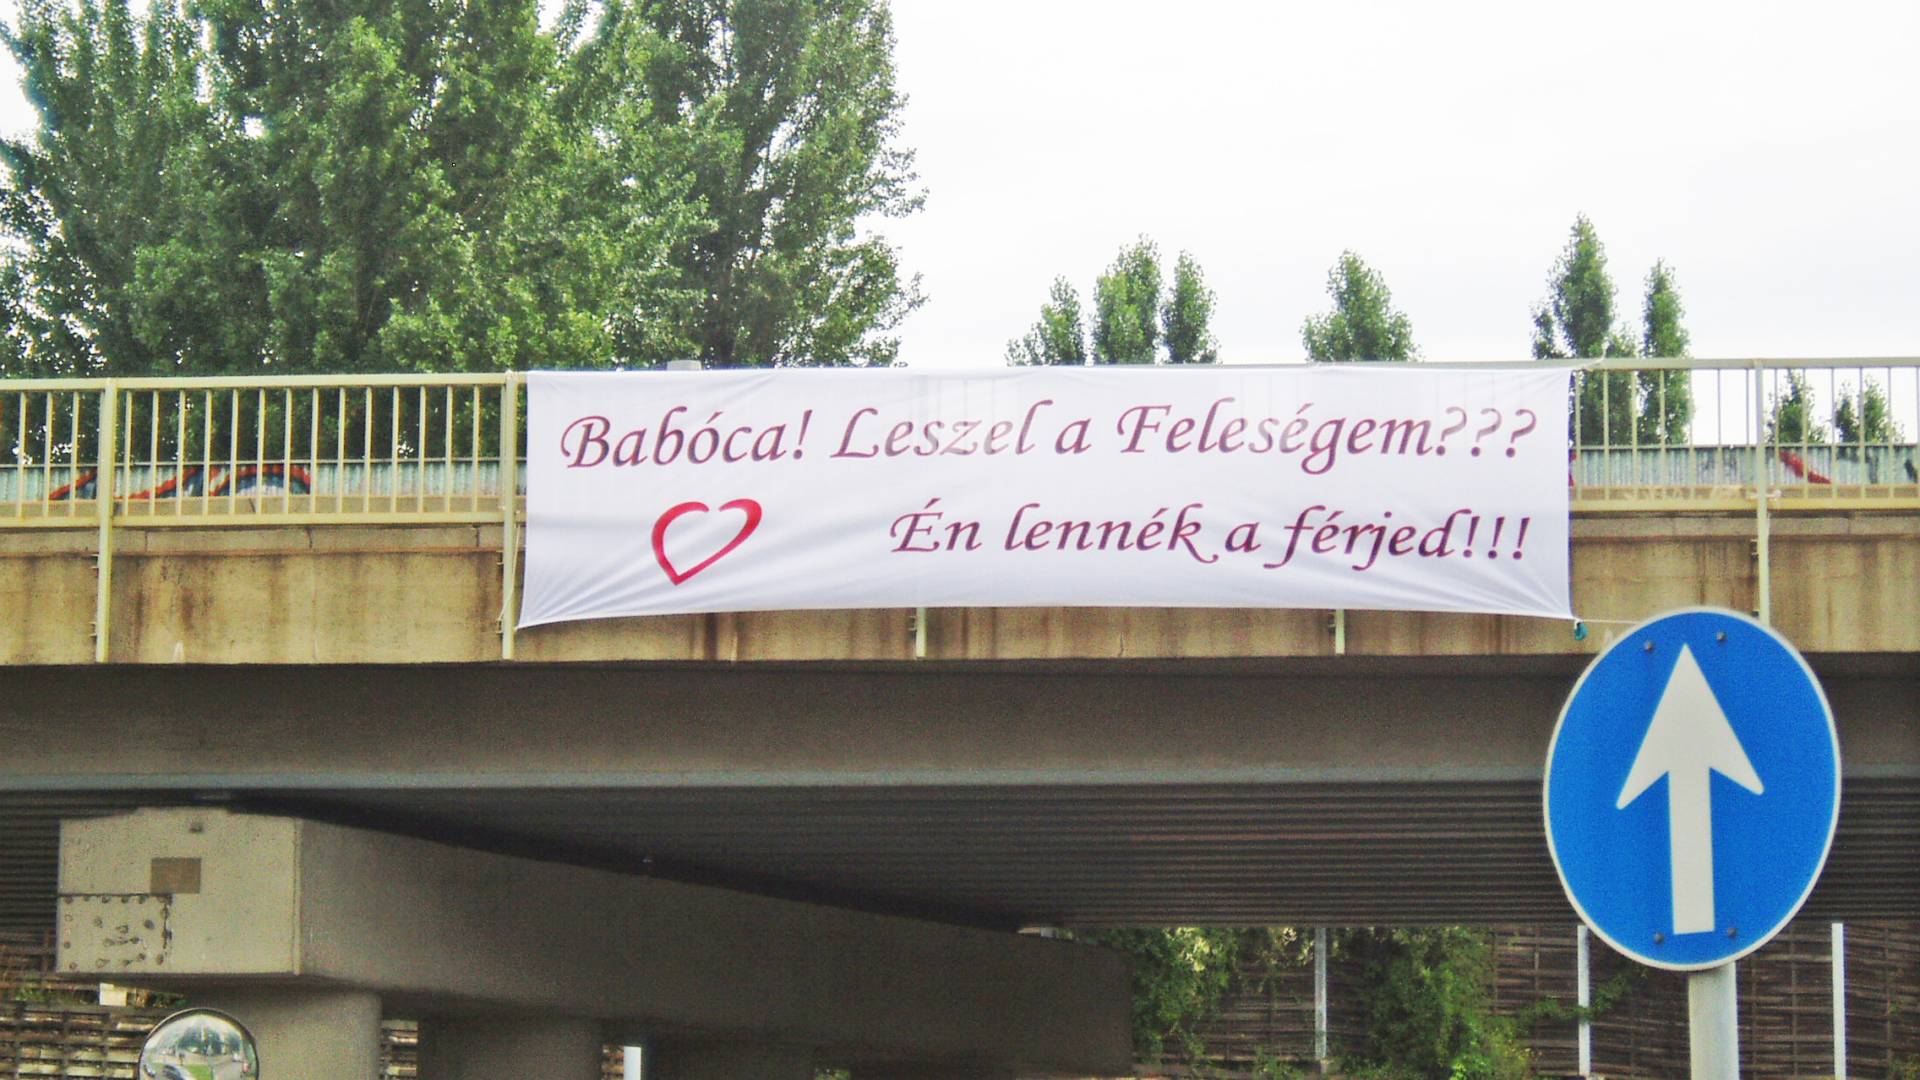 Babóca! Leszel a Feleségem???
Én lennék a férjed!!!